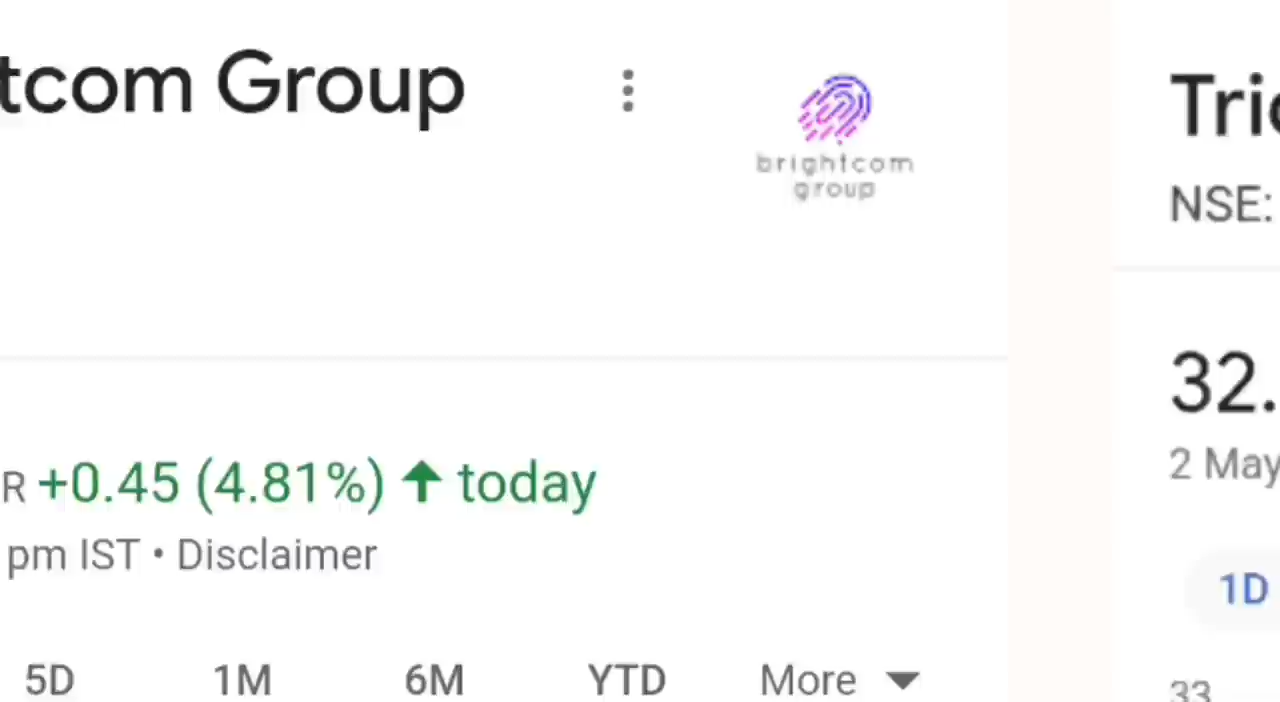 tcom Group
brightcom
group
R +0.45 (4.81%) ↑ today
pm IST • Disclaimer
5D 1M 6M YTD More
Tri
NSE:
32.
2 May
1D
33